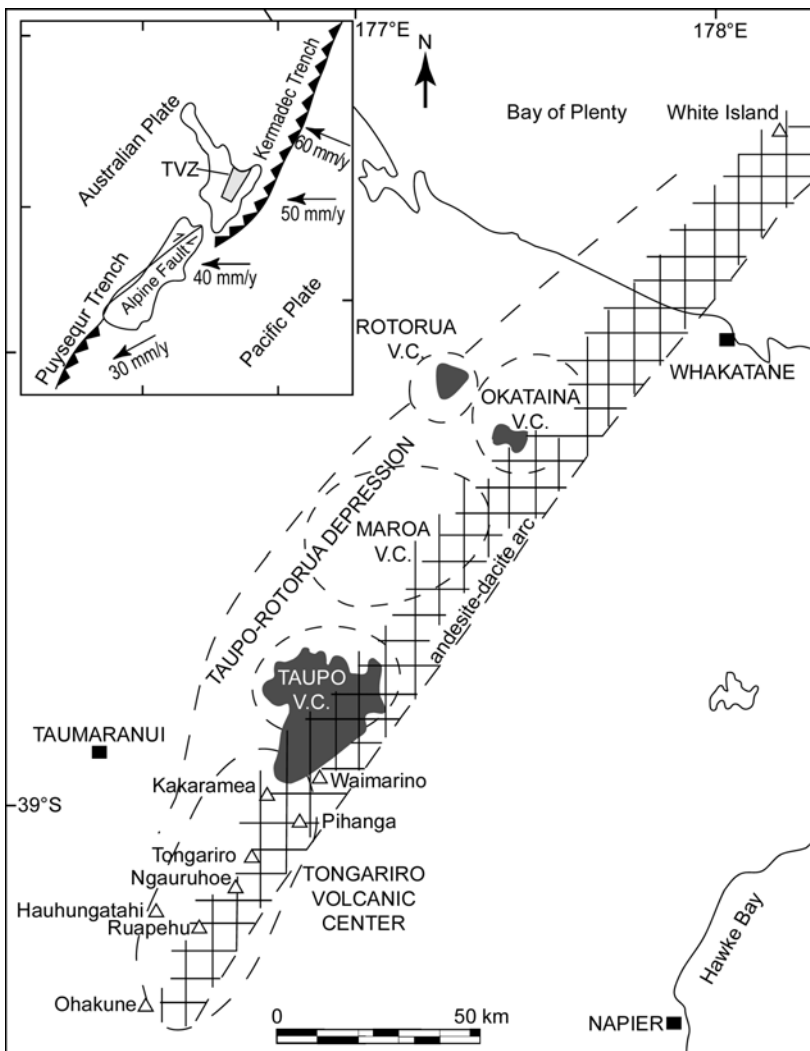 177°E
178°E
N
Bay of Plenty
White Island
Kermadec Trench
Australian Plate
TVZ
60 mm/y
50 mm/y
40 mm/y
Alpine Fault
Puysequr Trench
Pacific Plate
30 mm/y
ROTORUA
V.C.
OKATAINA
V.C.
WHAKATANE
TAUPO-ROTORUA DEPRESSION
MAROA
V.C.
andesite-dacite arc
TAUPO
V.C.
TAUMARANUI
Waimarino
Kakaramea
39°S
Pihanga
Tongariro
Ngauruhoe
TONGARIRO
VOLCANIC
CENTER
Hauhungatahi
Ruapehu
Ohakune
Hawke Bay
0
50 km
NAPIER